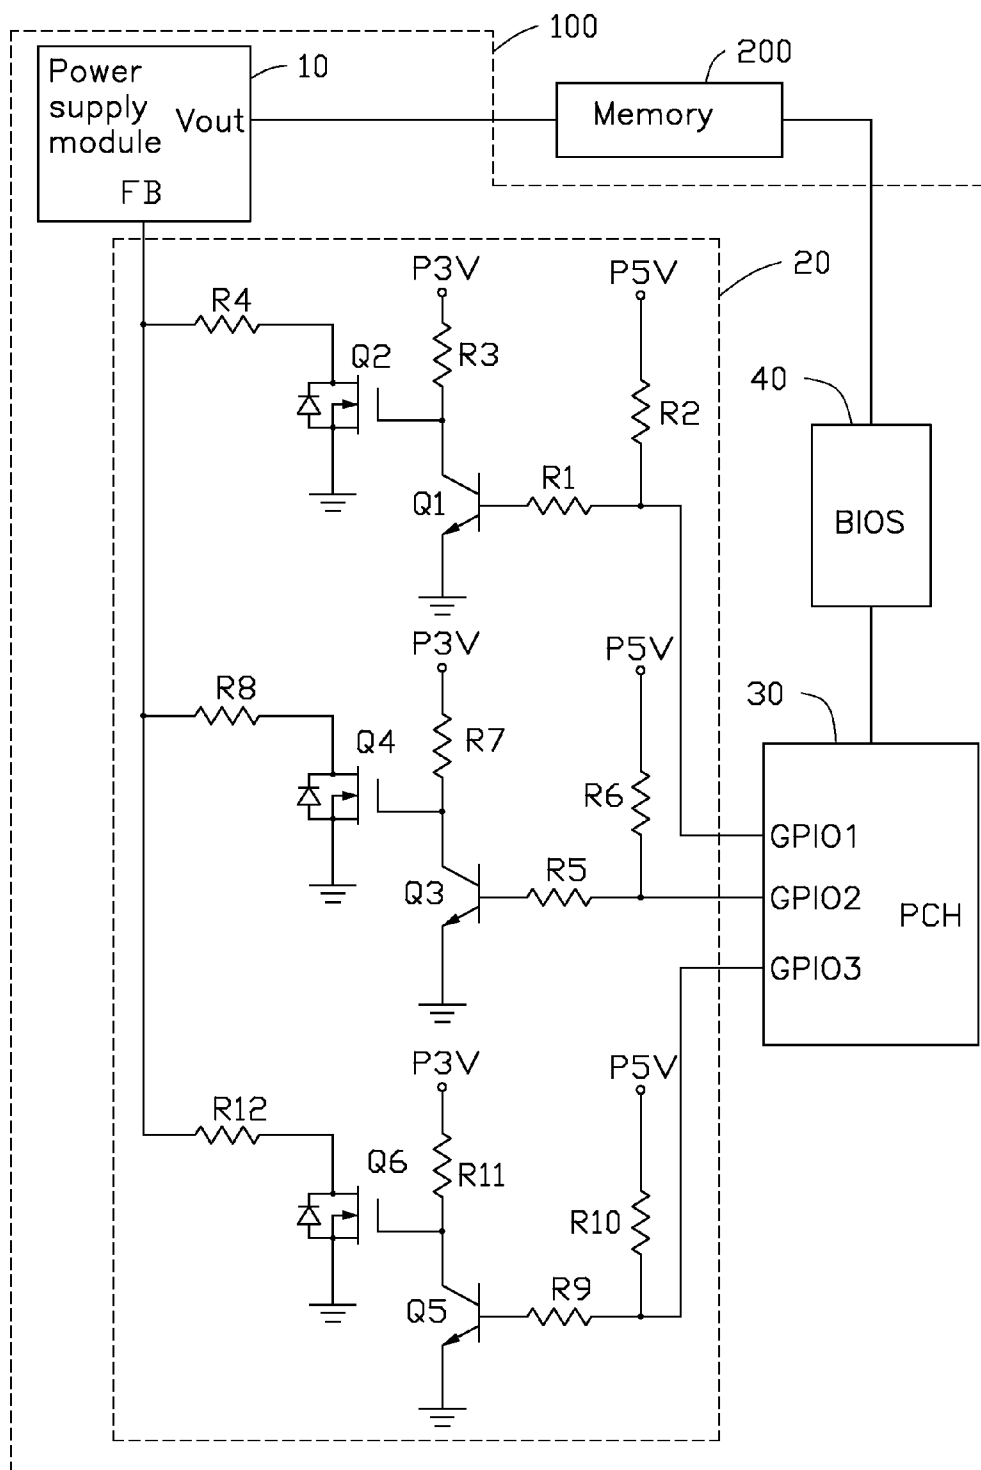 100
Power
supply
module
Vout
FB
10
200
Memory
20
P3V
P5V
R4
Q2
R3
R2
40
Q1
R1
BIOS
P3V
P5V
R8
Q4
R7
30
R6
GPIO1
Q3
R5
GPIO2
PCH
GPIO3
P3V
P5V
R12
Q6
R11
R10
Q5
R9